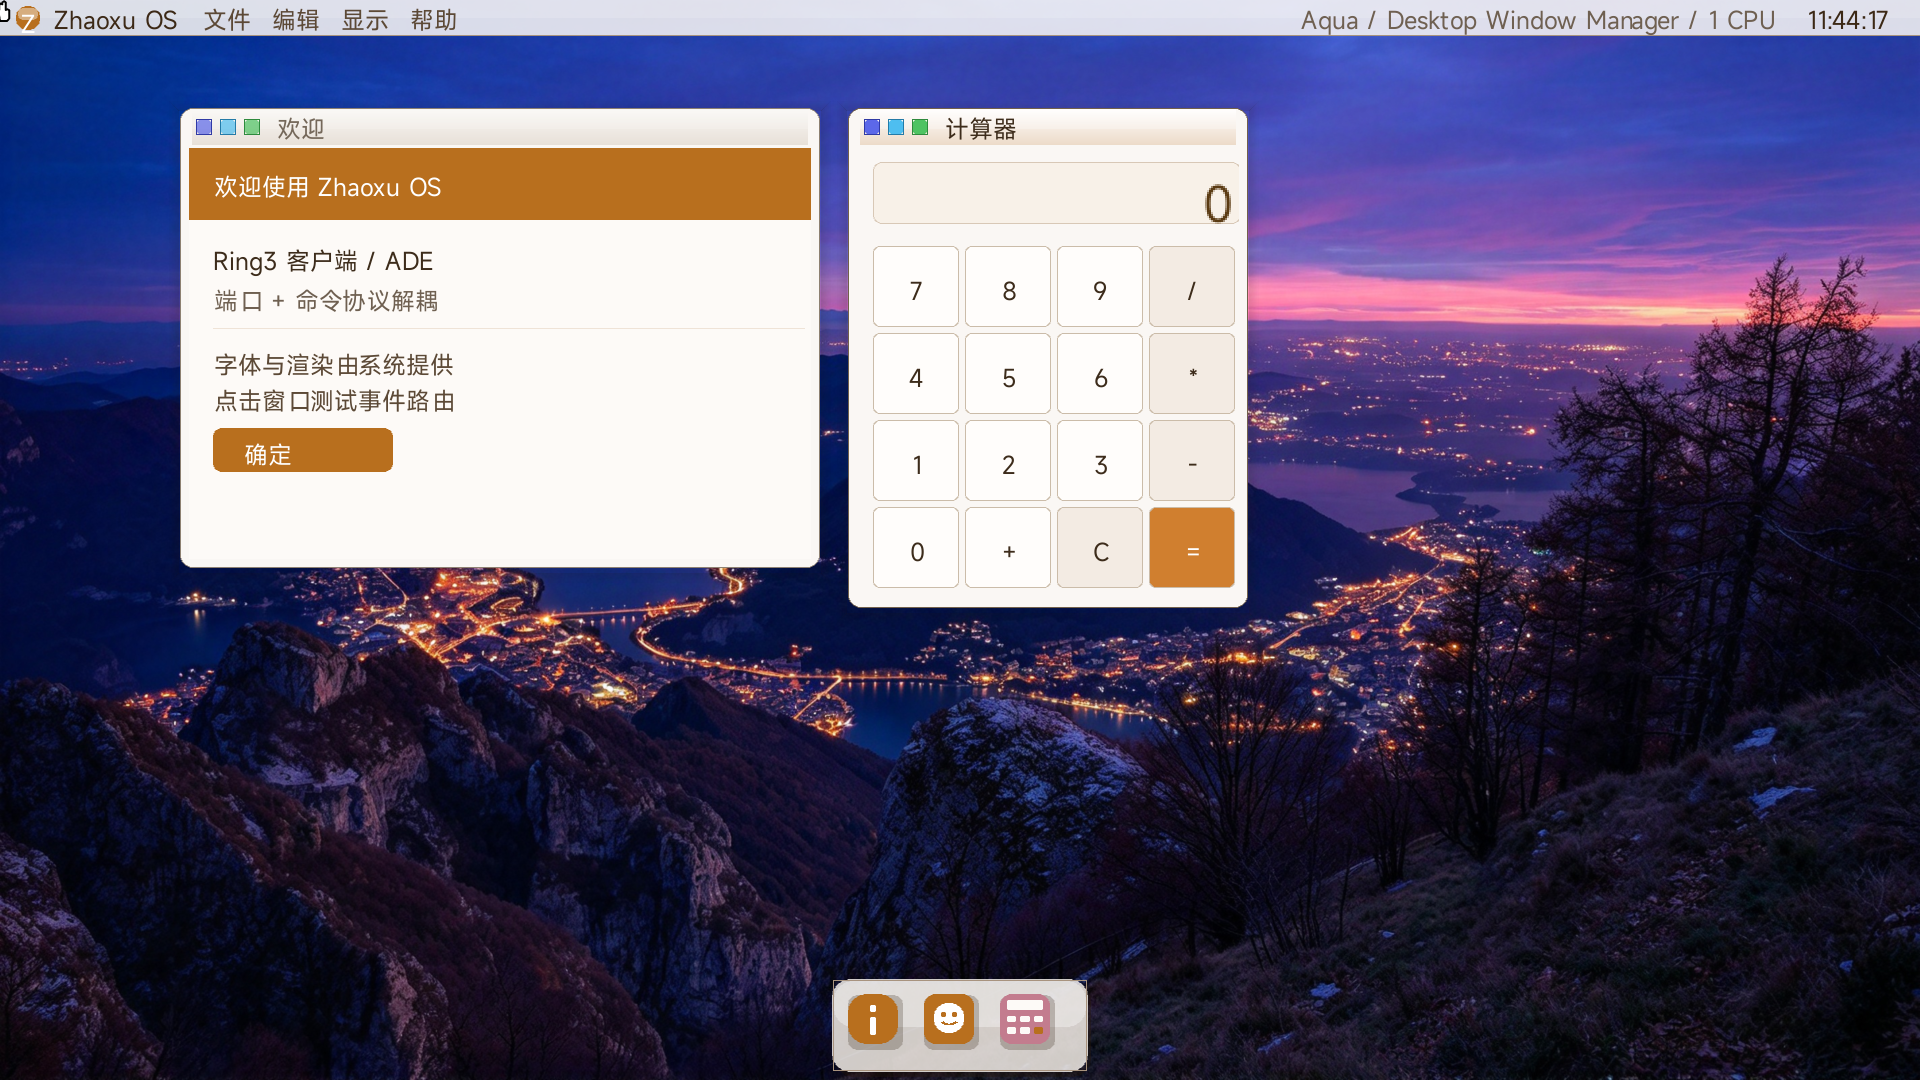 Zhaoxu OS 文件 编辑 显示 帮助 Aqua / Desktop Window Manager / 1 CPU 11:44:17
欢迎
欢迎使用 Zhaoxu OS
Ring3 客户端 / ADE
端口 + 命令协议解耦
字体与渲染由系统提供
点击窗口测试事件路由
确定
计算器
0
7 8 9 /
4 5 6 *
1 2 3 -
0 + C =